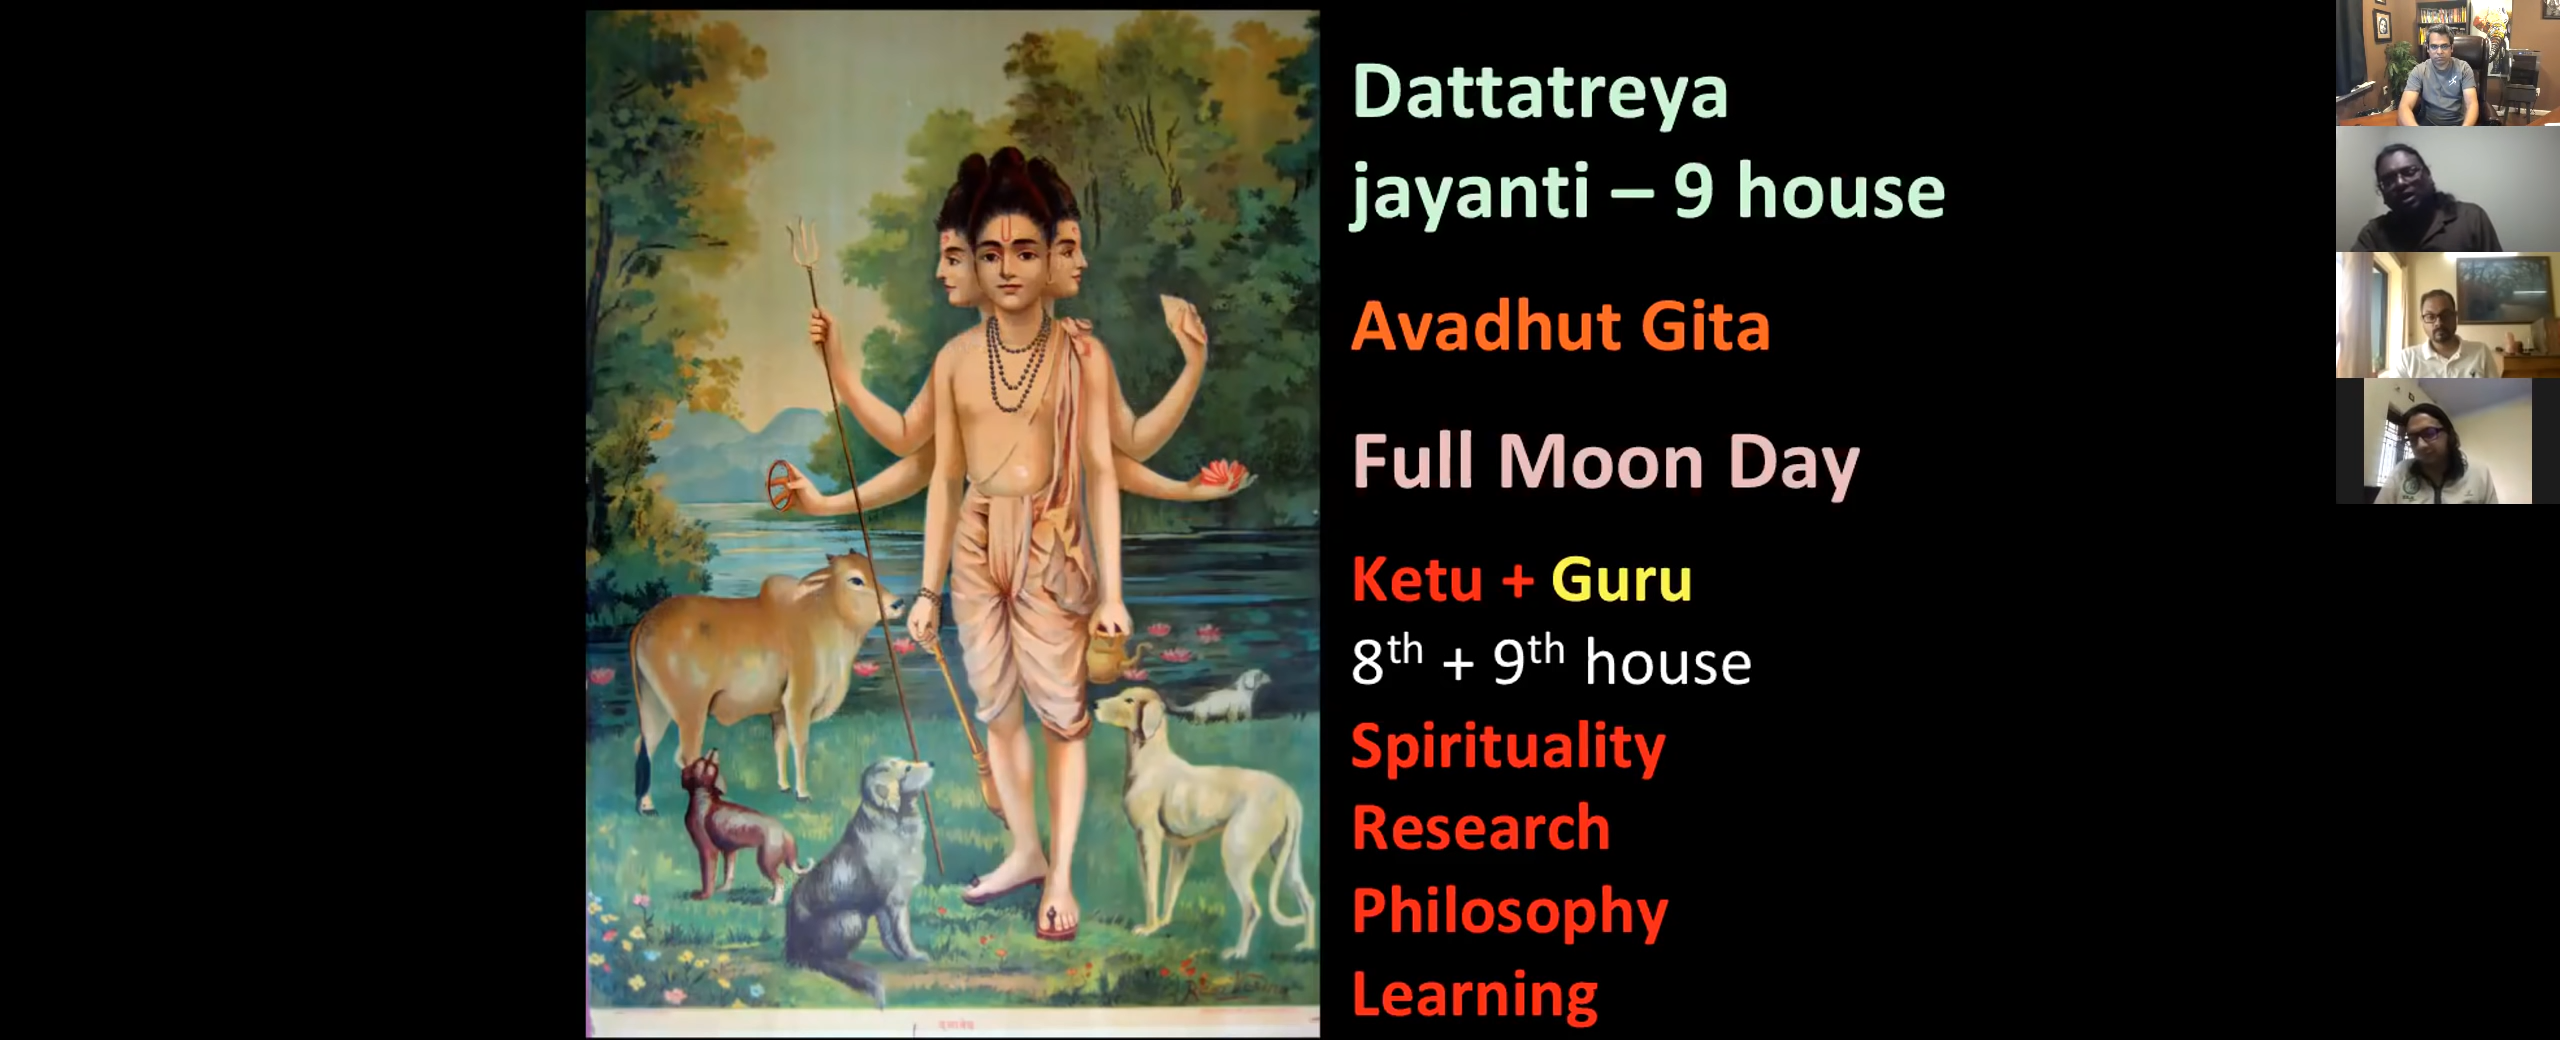 Dattatreya
jayanti – 9 house
Avadhut Gita
Full Moon Day
Ketu + Guru
8th + 9th house
Spirituality
Research
Philosophy
Learning